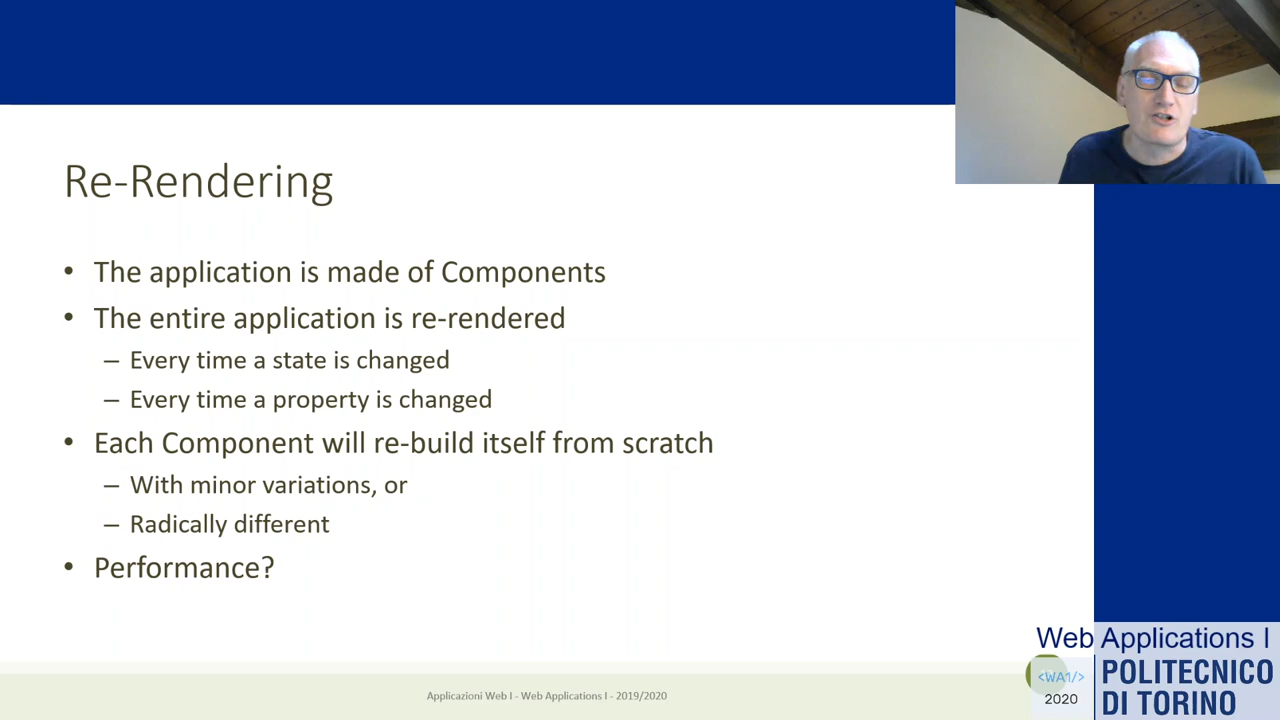 Re-Rendering
• The application is made of Components
• The entire application is re-rendered
– Every time a state is changed
– Every time a property is changed
• Each Component will re-build itself from scratch
– With minor variations, or
– Radically different
• Performance?
Applicazioni Web I - Web Applications I - 2019/2020
Web Applications I
<WA1/>
2020
POLITECNICO
DI TORINO